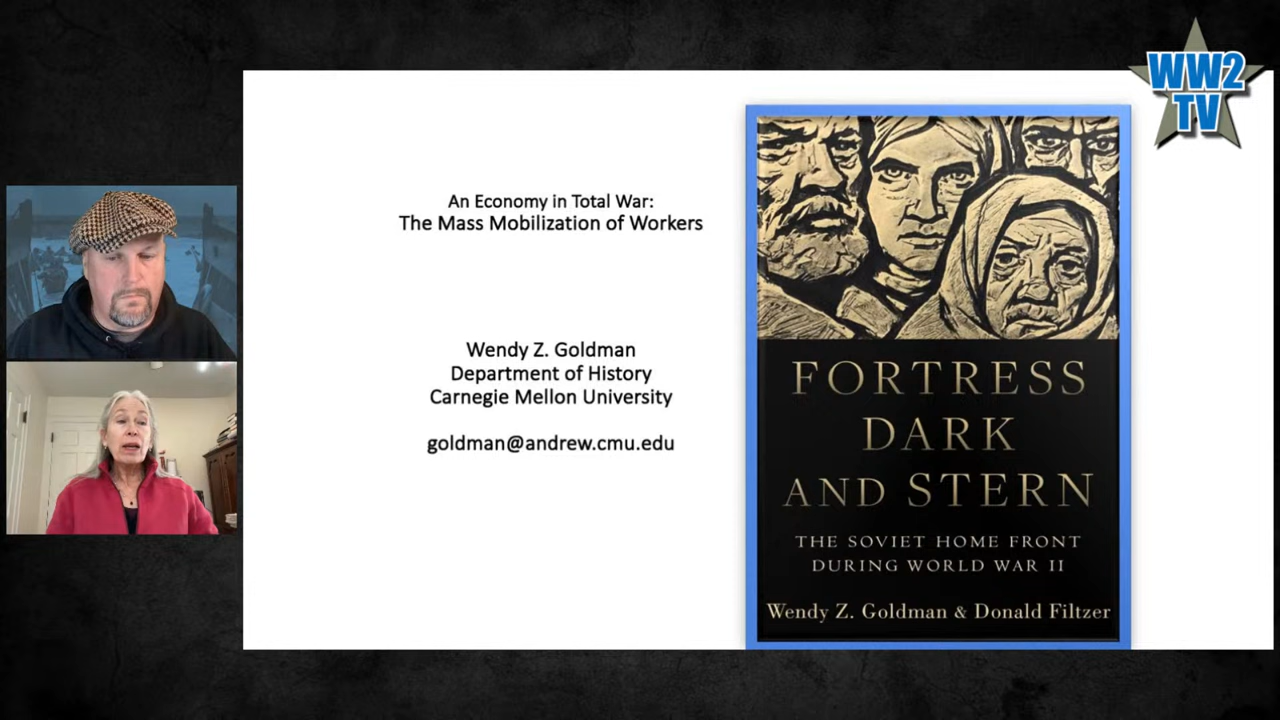 WW2
TV
An Economy in Total War:
The Mass Mobilization of Workers
Wendy Z. Goldman
Department of History
Carnegie Mellon University
goldman@andrew.cmu.edu
FORTRESS
DARK
AND STERN
THE SOVIET HOME FRONT
DURING WORLD WAR II
Wendy Z. Goldman & Donald Filtzer